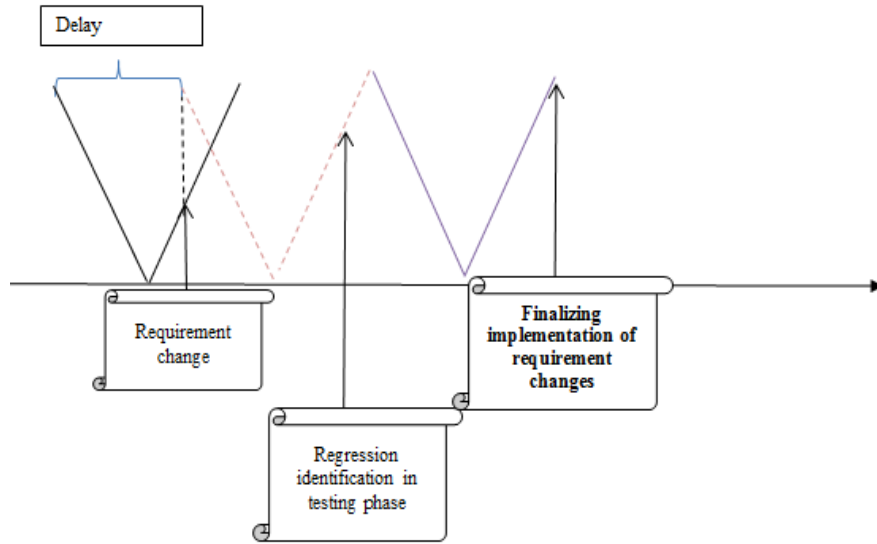 Delay
Requirement
change
Finalizing
implementation of
requirement
changes
Regression
identification in
testing phase